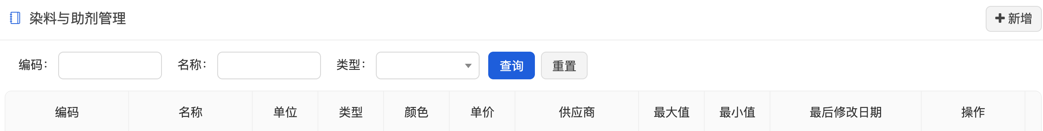 染料与助剂管理 新增
编码： 名称： 类型： 查询 重置
编码 名称 单位 类型 颜色 单价 供应商 最大值 最小值 最后修改日期 操作